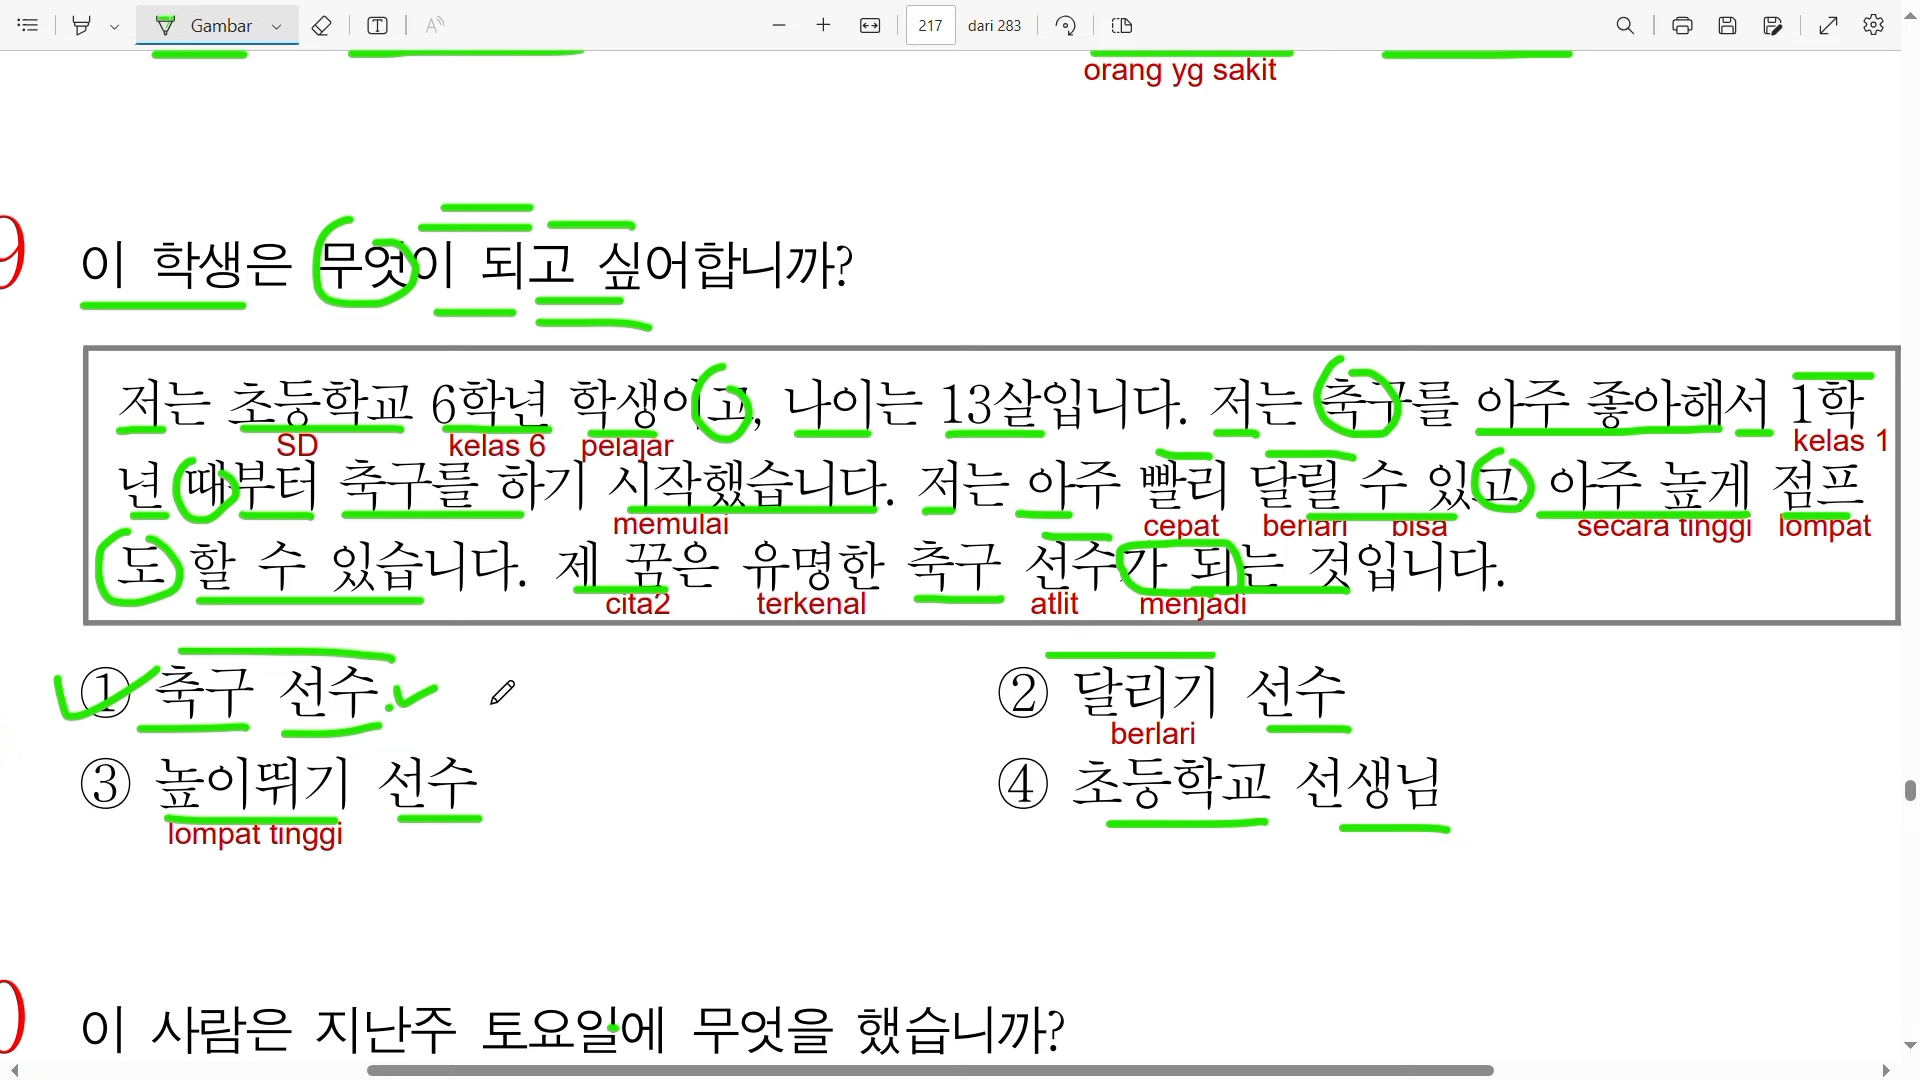 Gambar
217 dari 283
orang yg sakit
9 이 학생은 무엇이 되고 싶어합니까?
저는 초등학교 6학년 학생이고, 나이는 13살입니다. 저는 축구를 아주 좋아해서 1학
SD kelas 6 pelajar kelas 1
년 때부터 축구를 하기 시작했습니다. 저는 아주 빨리 달릴 수 있고 아주 높게 점프
memulai cepat berlari bisa secara tinggi lompat
도 할 수 있습니다. 제 꿈은 유명한 축구 선수가 되는 것입니다.
cita2 terkenal atlit menjadi
① 축구 선수 ② 달리기 선수
berlari
③ 높이뛰기 선수 ④ 초등학교 선생님
lompat tinggi
0 이 사람은 지난주 토요일에 무엇을 했습니까?